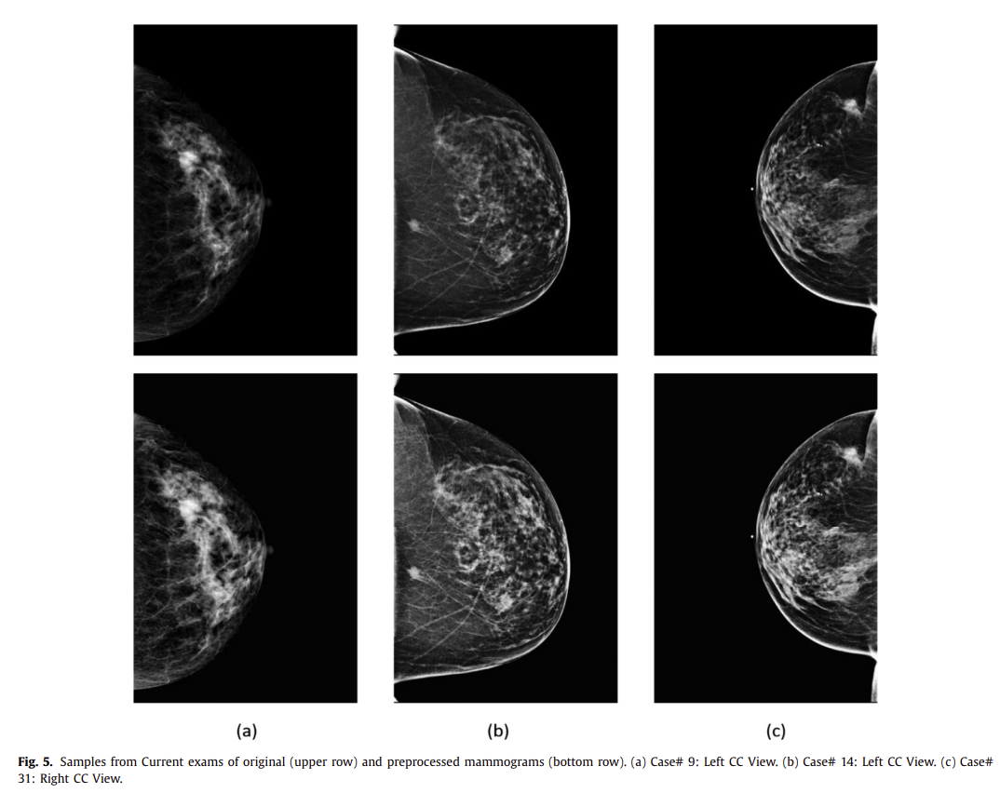 (a) (b) (c)
Fig. 5. Samples from Current exams of original (upper row) and preprocessed mammograms (bottom row). (a) Case# 9: Left CC View. (b) Case# 14: Left CC View. (c) Case#
31: Right CC View.